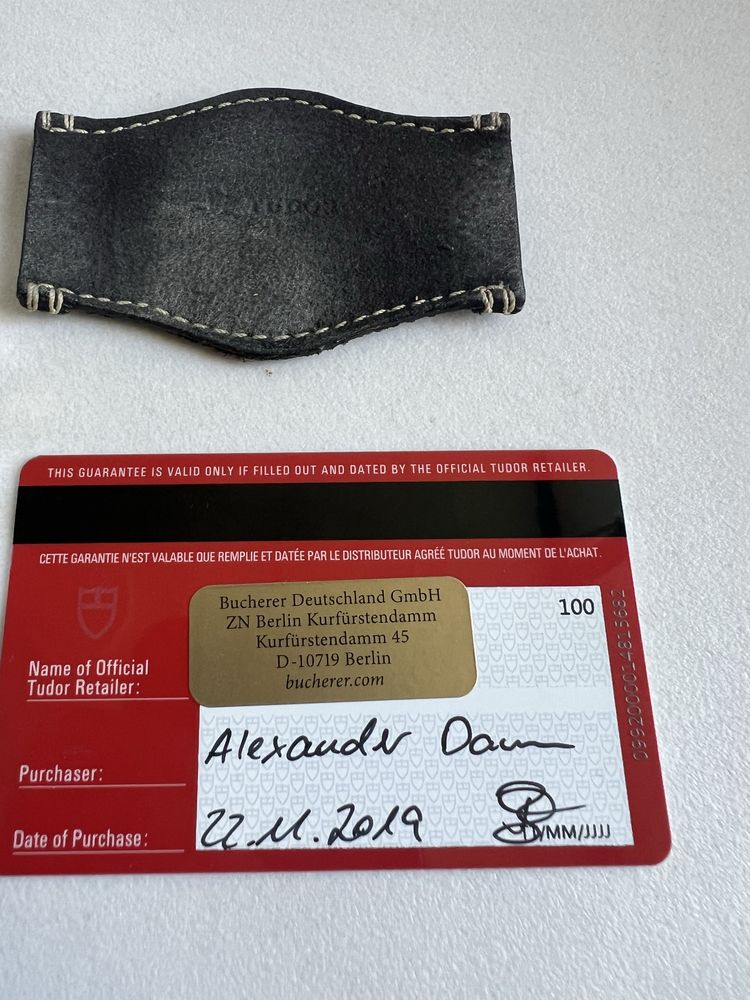 TUDOR
THIS GUARANTEE IS VALID ONLY IF FILLED OUT AND DATED BY THE OFFICIAL TUDOR RETAILER.
CETTE GARANTIE N'EST VALABLE QUE REMPLIE ET DATÉE PAR LE DISTRIBUTEUR AGRÉÉ TUDOR AU MOMENT DE L'ACHAT.
Bucherer Deutschland GmbH
ZN Berlin Kurfürstendamm
Kurfürstendamm 45
D-10719 Berlin
bucherer.com
100
0992000014815682
Name of Official
Tudor Retailer:
Purchaser:
Alexander
Date of Purchase:
22.11.2019
/MM/JJJJ